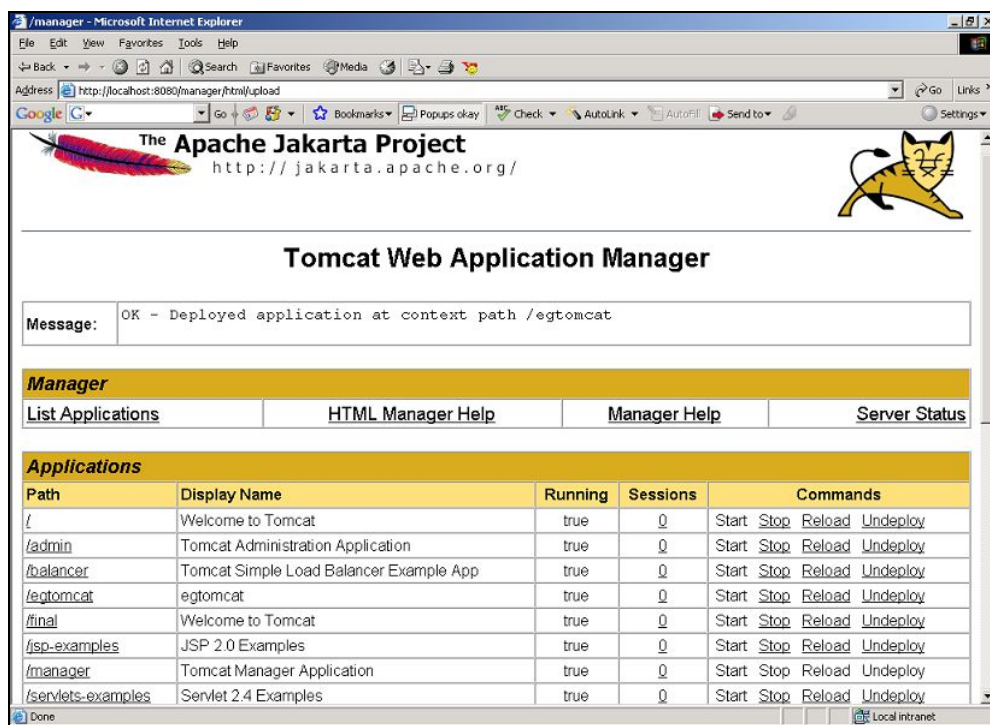 /manager - Microsoft Internet Explorer
File Edit View Favorites Tools Help
Back Search Favorites Media
Address http://localhost:8080/manager/html/upload Go Links
Google G Go Bookmarks Popups okay ABC Check AutoLink AutoFill Send to Settings
The Apache Jakarta Project
http://jakarta.apache.org/
Tomcat Web Application Manager
Message: OK - Deployed application at context path /egtomcat
Manager
List Applications HTML Manager Help Manager Help Server Status
Applications
Path Display Name Running Sessions Commands
/ Welcome to Tomcat true 0 Start Stop Reload Undeploy
/admin Tomcat Administration Application true 0 Start Stop Reload Undeploy
/balancer Tomcat Simple Load Balancer Example App true 0 Start Stop Reload Undeploy
/egtomcat egtomcat true 0 Start Stop Reload Undeploy
/final Welcome to Tomcat true 0 Start Stop Reload Undeploy
/jsp-examples JSP 2.0 Examples true 0 Start Stop Reload Undeploy
/manager Tomcat Manager Application true 0 Start Stop Reload Undeploy
/servlets-examples Servlet 2.4 Examples true 0 Start Stop Reload Undeploy
Done Local intranet